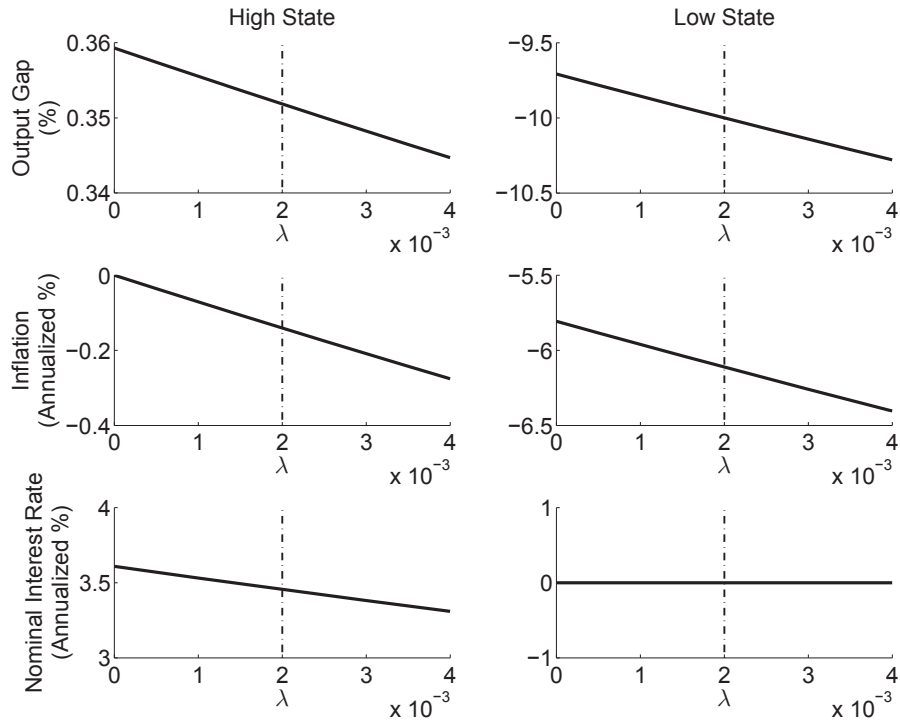 High State
Low State
Output Gap
(%)
0.36
0.35
0.34
0 1 2 3 4
λ
x 10⁻³
−9.5
−10
−10.5
0 1 2 3 4
λ
x 10⁻³
Inflation
(Annualized %)
0
−0.2
−0.4
0 1 2 3 4
λ
x 10⁻³
−5.5
−6
−6.5
0 1 2 3 4
λ
x 10⁻³
Nominal Interest Rate
(Annualized %)
4
3.5
3
0 1 2 3 4
λ
x 10⁻³
1
0
−1
0 1 2 3 4
λ
x 10⁻³